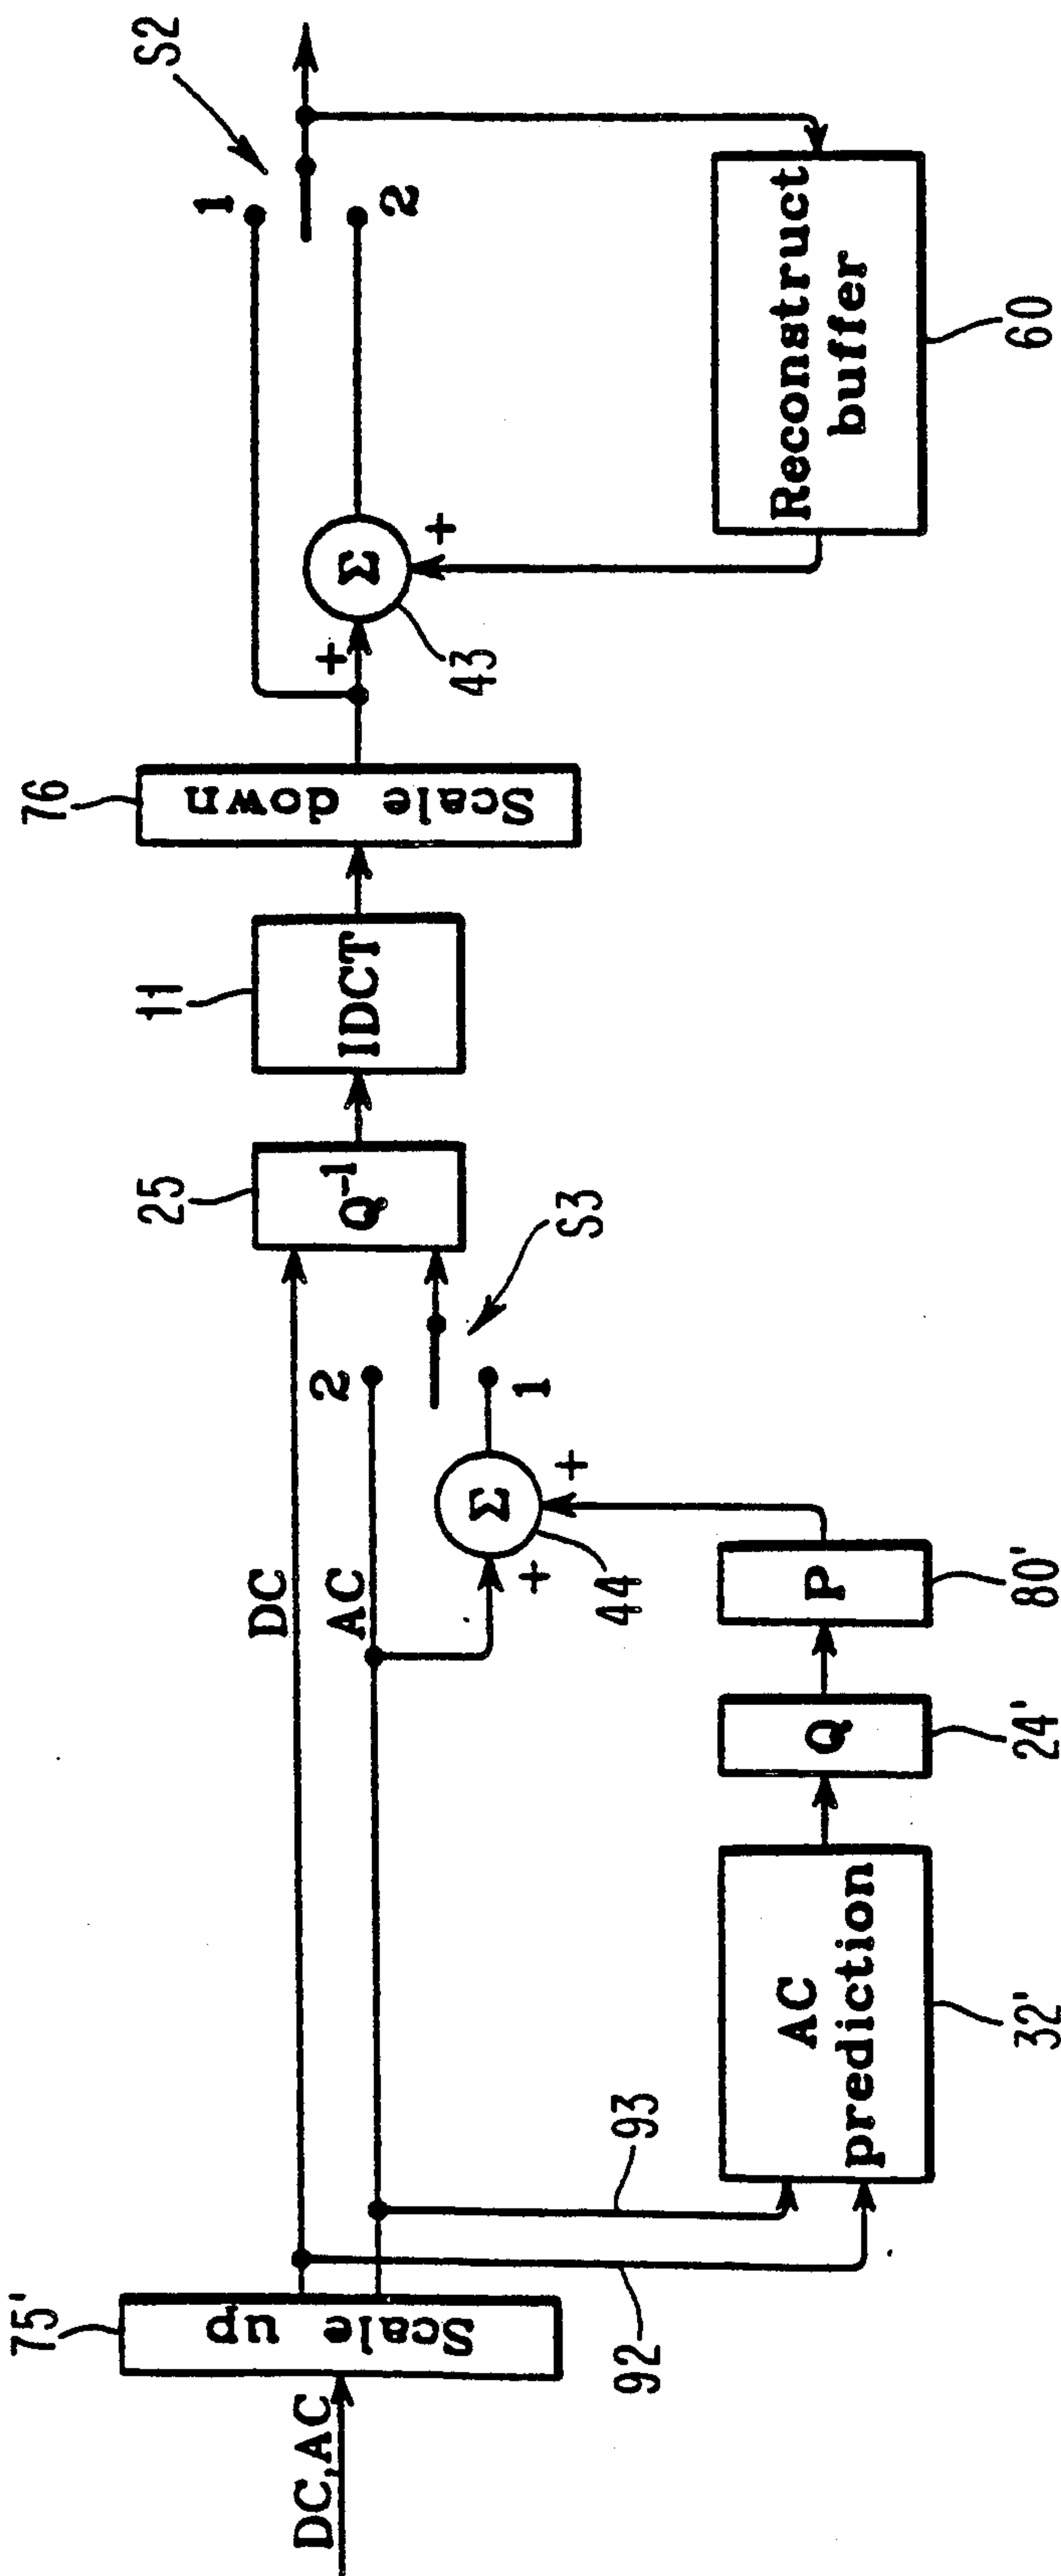 DC,AC
75'
Scale up
DC
AC
92
93
AC
prediction
32'
Q
24'
P
80'
+
+
Σ
44
2
1
S3
25
Q⁻¹
11
IDCT
76
Scale down
+
+
Σ
43
1
2
S2
Reconstruct
buffer
60